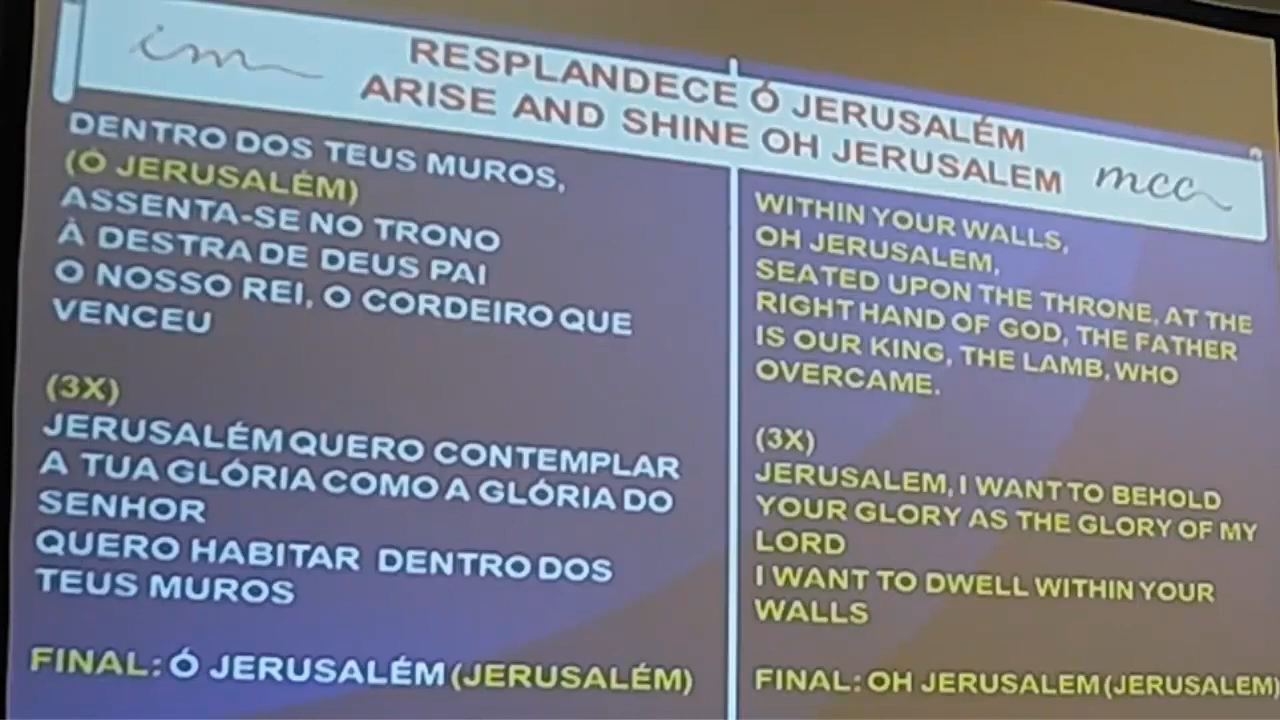 im
RESPLANDECE Ó JERUSALÉM
ARISE AND SHINE OH JERUSALEM
mcc
DENTRO DOS TEUS MUROS,
(Ó JERUSALÉM)
ASSENTA-SE NO TRONO
À DESTRA DE DEUS PAI
O NOSSO REI, O CORDEIRO QUE
VENCEU
(3X)
JERUSALÉM QUERO CONTEMPLAR
A TUA GLÓRIA COMO A GLÓRIA DO
SENHOR
QUERO HABITAR DENTRO DOS
TEUS MUROS
FINAL: Ó JERUSALÉM (JERUSALÉM)
WITHIN YOUR WALLS,
OH JERUSALEM,
SEATED UPON THE THRONE, AT THE
RIGHT HAND OF GOD, THE FATHER
IS OUR KING, THE LAMB, WHO
OVERCAME.
(3X)
JERUSALEM, I WANT TO BEHOLD
YOUR GLORY AS THE GLORY OF MY
LORD
I WANT TO DWELL WITHIN YOUR
WALLS
FINAL: OH JERUSALEM (JERUSALEM)